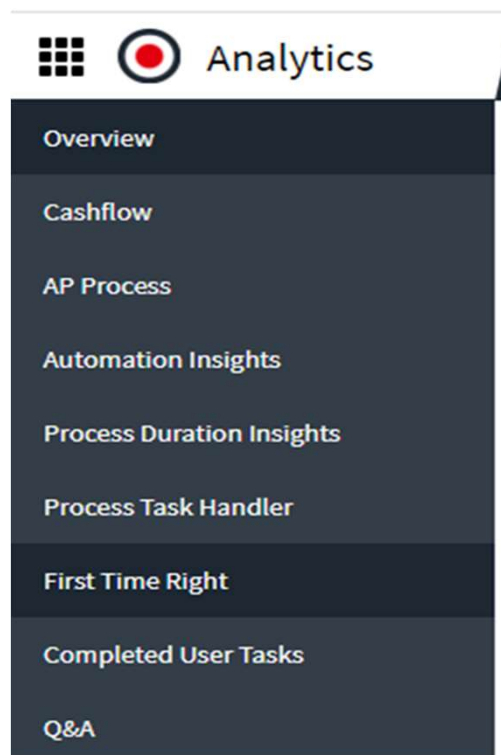 Analytics
Overview
Cashflow
AP Process
Automation Insights
Process Duration Insights
Process Task Handler
First Time Right
Completed User Tasks
Q&A